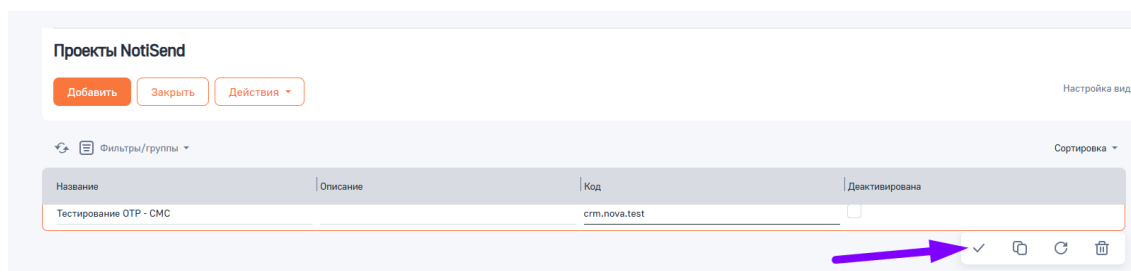 Проекты NotiSend
Добавить Закрыть Действия
Настройка вид
Фильтры/группы
Сортировка
Название Описание Код Деактивирована
Тестирование OTP - СМС crm.nova.test